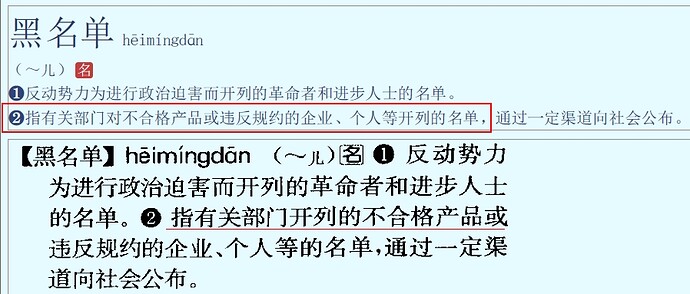 黑名单 hēimíngdān
（～儿）名
❶反动势力为进行政治迫害而开列的革命者和进步人士的名单。
❷指有关部门对不合格产品或违反规约的企业、个人等开列的名单，通过一定渠道向社会公布。
【黑名单】hēimíngdān （～儿）名 ❶ 反动势力
为进行政治迫害而开列的革命者和进步人士
的名单。❷ 指有关部门开列的不合格产品或
违反规约的企业、个人等的名单，通过一定渠
道向社会公布。